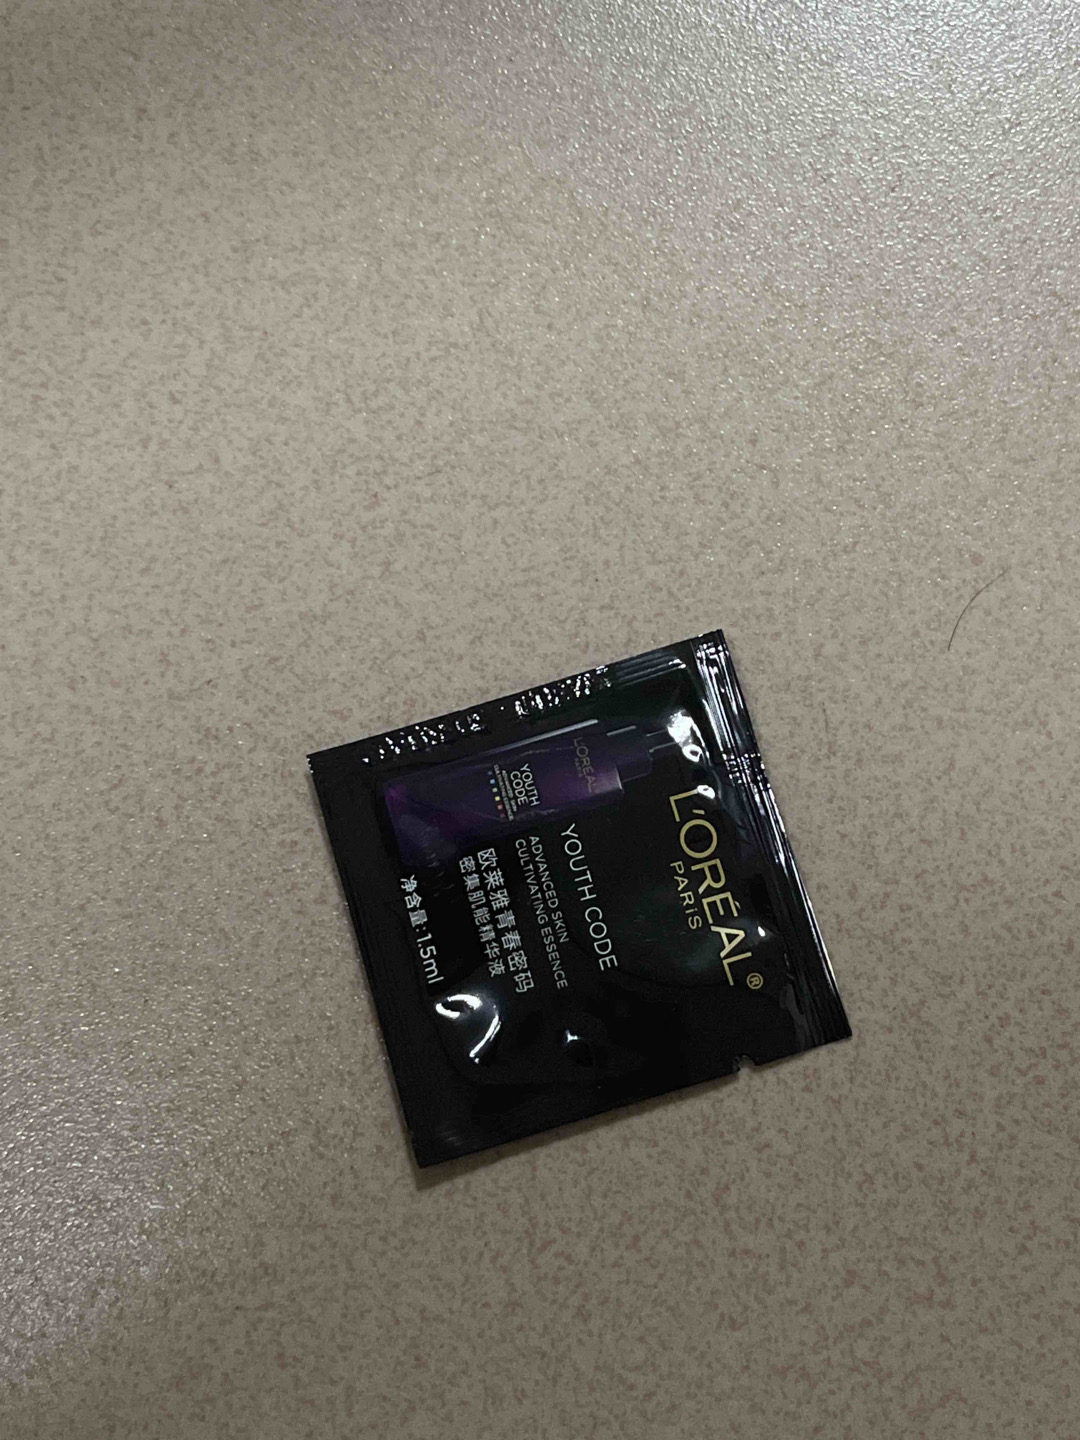 L'ORÉAL®
PARIS
YOUTH CODE
ADVANCED SKIN
CULTIVATING ESSENCE
欧莱雅青春密码
密集肌能精华液
净含量:1.5ml
L'ORÉAL
YOUTH
CODE